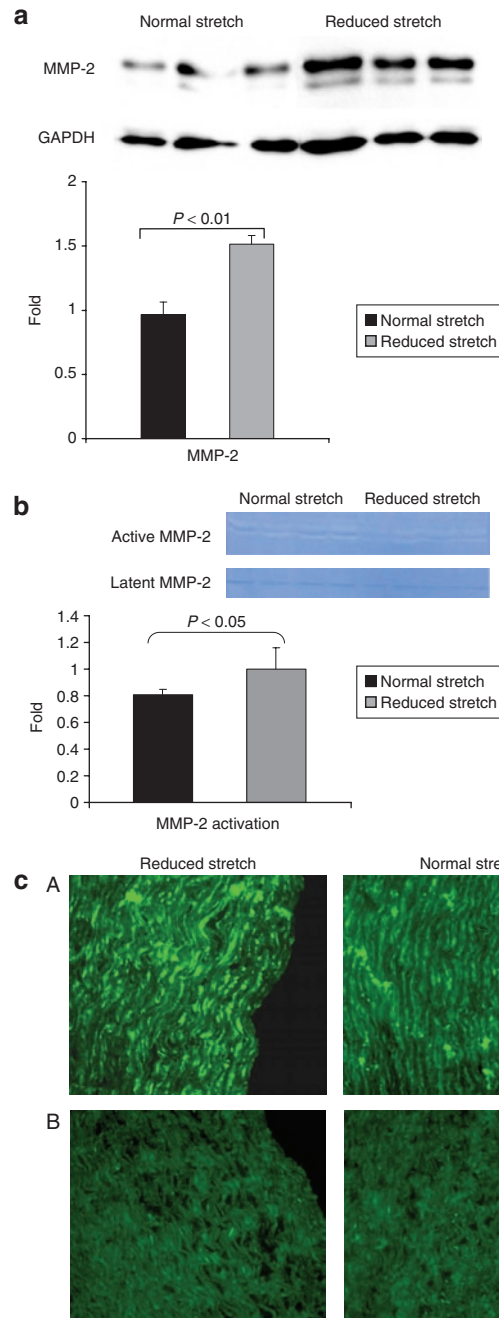 a
Normal stretch Reduced stretch
MMP-2
GAPDH
2
1.5
1
0.5
0
Fold
P < 0.01
MMP-2
Normal stretch
Reduced stretch
b
Normal stretch Reduced stretch
Active MMP-2
Latent MMP-2
1.4
1.2
1
0.8
0.6
0.4
0.2
0
Fold
P < 0.05
MMP-2 activation
Normal stretch
Reduced stretch
c
Reduced stretch Normal stre
A
B